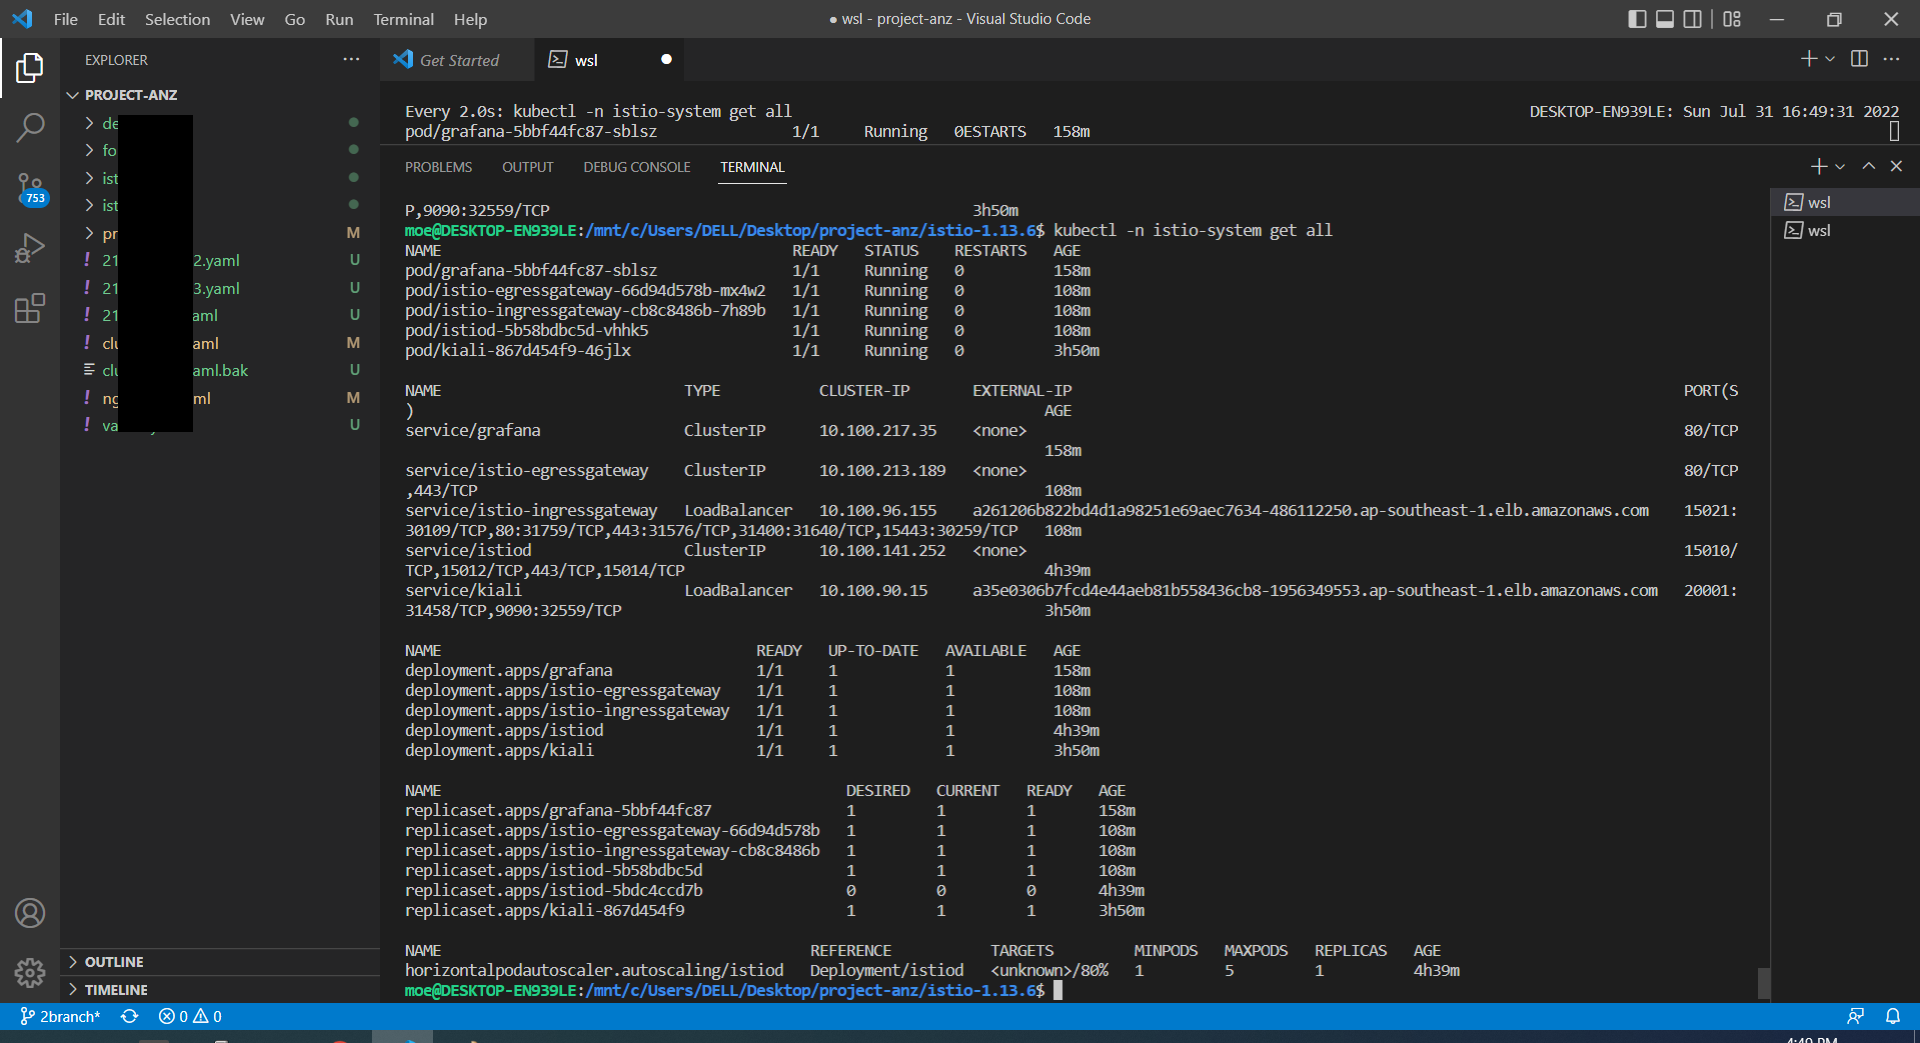 File Edit Selection View Go Run Terminal Help
● wsl - project-anz - Visual Studio Code
EXPLORER
Get Started
wsl
PROJECT-ANZ
de
fo
ist
ist
pr M
21 2.yaml U
21 3.yaml U
21 aml U
clu aml M
clu aml.bak U
ng ml M
va U
753
OUTLINE
TIMELINE
Every 2.0s: kubectl -n istio-system get all DESKTOP-EN939LE: Sun Jul 31 16:49:31 2022
pod/grafana-5bbf44fc87-sblsz 1/1 Running 0ESTARTS 158m
PROBLEMS OUTPUT DEBUG CONSOLE TERMINAL
wsl
wsl
P,9090:32559/TCP 3h50m
moe@DESKTOP-EN939LE:/mnt/c/Users/DELL/Desktop/project-anz/istio-1.13.6$ kubectl -n istio-system get all
NAME READY STATUS RESTARTS AGE
pod/grafana-5bbf44fc87-sblsz 1/1 Running 0 158m
pod/istio-egressgateway-66d94d578b-mx4w2 1/1 Running 0 108m
pod/istio-ingressgateway-cb8c8486b-7h89b 1/1 Running 0 108m
pod/istiod-5b58bdbc5d-vhhk5 1/1 Running 0 108m
pod/kiali-867d454f9-46jlx 1/1 Running 0 3h50m
NAME TYPE CLUSTER-IP EXTERNAL-IP PORT(S
) AGE
service/grafana ClusterIP 10.100.217.35 <none> 80/TCP
158m
service/istio-egressgateway ClusterIP 10.100.213.189 <none> 80/TCP
,443/TCP 108m
service/istio-ingressgateway LoadBalancer 10.100.96.155 a261206b822bd4d1a98251e69aec7634-486112250.ap-southeast-1.elb.amazonaws.com 15021:
30109/TCP,80:31759/TCP,443:31576/TCP,31400:31640/TCP,15443:30259/TCP 108m
service/istiod ClusterIP 10.100.141.252 <none> 15010/
TCP,15012/TCP,443/TCP,15014/TCP 4h39m
service/kiali LoadBalancer 10.100.90.15 a35e0306b7fcd4e44aeb81b558436cb8-1956349553.ap-southeast-1.elb.amazonaws.com 20001:
31458/TCP,9090:32559/TCP 3h50m
NAME READY UP-TO-DATE AVAILABLE AGE
deployment.apps/grafana 1/1 1 1 158m
deployment.apps/istio-egressgateway 1/1 1 1 108m
deployment.apps/istio-ingressgateway 1/1 1 1 108m
deployment.apps/istiod 1/1 1 1 4h39m
deployment.apps/kiali 1/1 1 1 3h50m
NAME DESIRED CURRENT READY AGE
replicaset.apps/grafana-5bbf44fc87 1 1 1 158m
replicaset.apps/istio-egressgateway-66d94d578b 1 1 1 108m
replicaset.apps/istio-ingressgateway-cb8c8486b 1 1 1 108m
replicaset.apps/istiod-5b58bdbc5d 1 1 1 108m
replicaset.apps/istiod-5bdc4ccd7b 0 0 0 4h39m
replicaset.apps/kiali-867d454f9 1 1 1 3h50m
NAME REFERENCE TARGETS MINPODS MAXPODS REPLICAS AGE
horizontalpodautoscaler.autoscaling/istiod Deployment/istiod <unknown>/80% 1 5 1 4h39m
moe@DESKTOP-EN939LE:/mnt/c/Users/DELL/Desktop/project-anz/istio-1.13.6$
2branch* 0 0